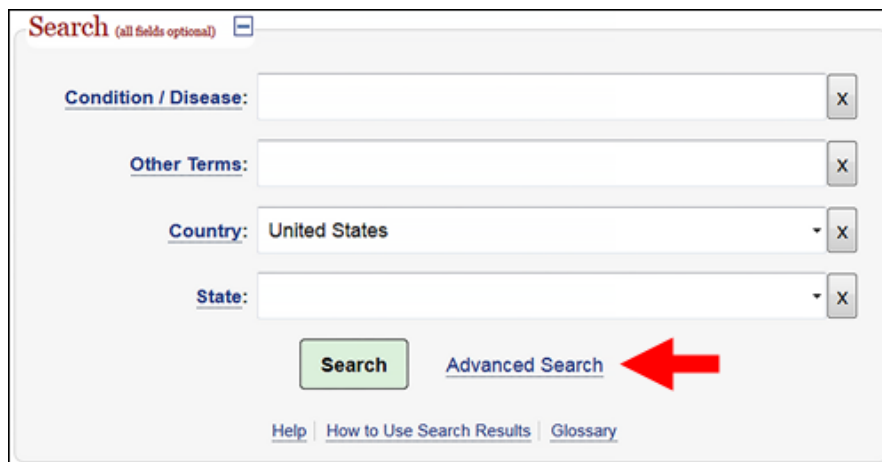 Search (all fields optional)
Condition / Disease: X
Other Terms: X
Country: United States X
State: X
Search Advanced Search
Help How to Use Search Results Glossary